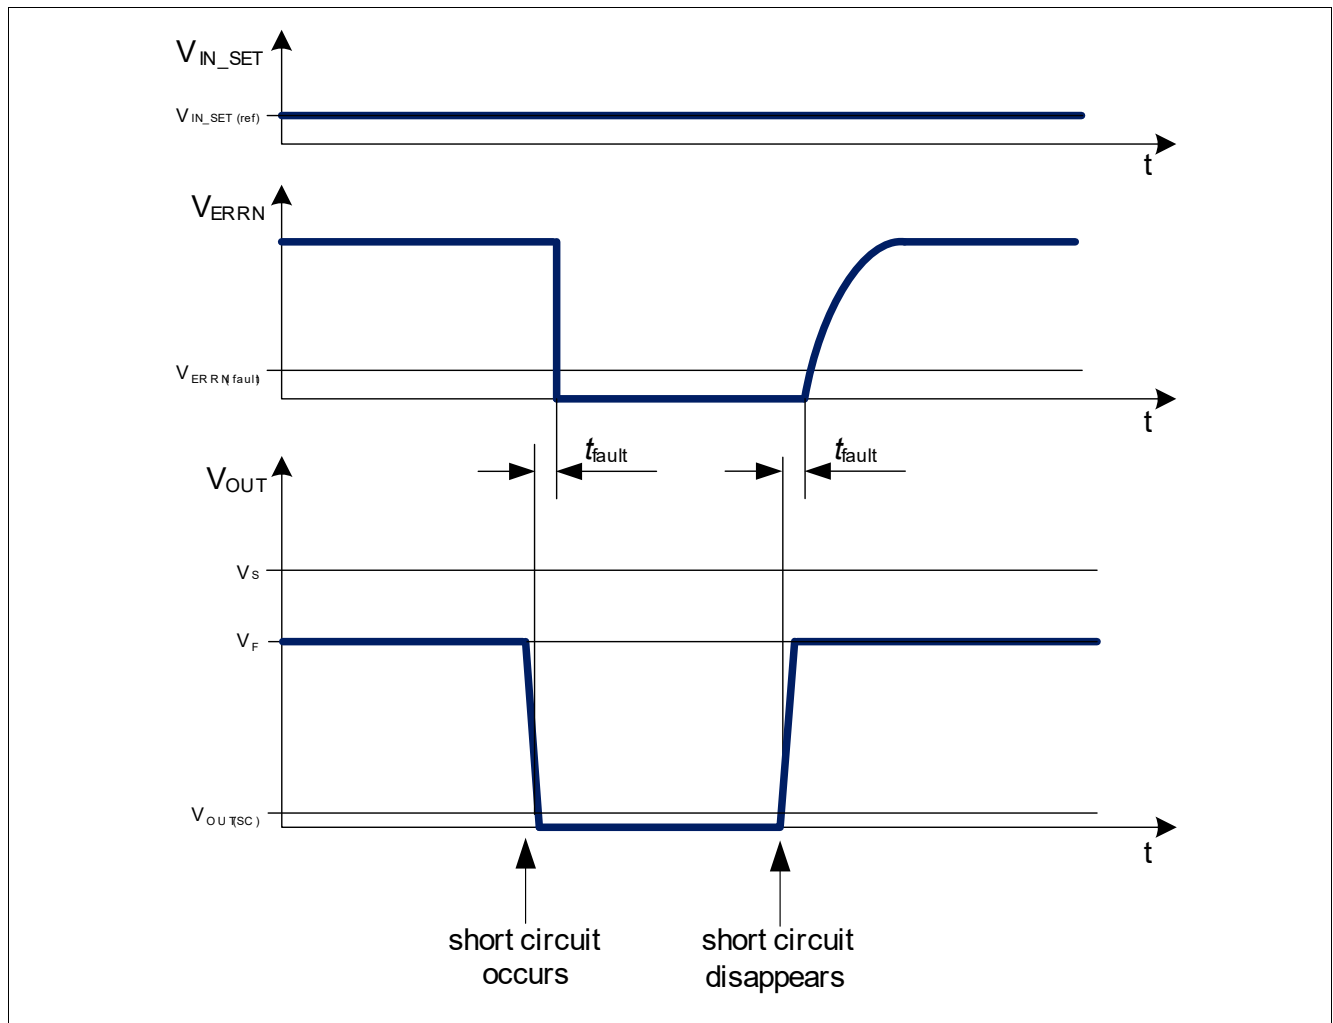 VIN_SET
VIN_SET (ref)
t
VERRN
VERRN(fault)
t
tfault tfault
VOUT
VS
VF
VOUT(SC)
t
short circuit
occurs
short circuit
disappears